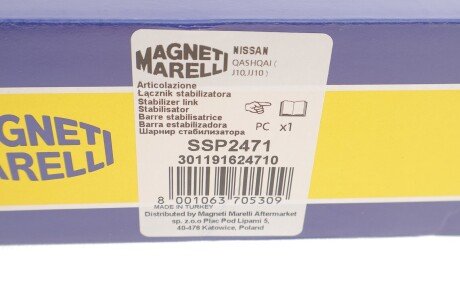 MAGNETI
MARELLI
NISSAN
QASHQAI (
J10,JJ10 )
Articolazione
Łącznik stabilizatora
Stabilizer link
Stabilisator
Barre stabilisatrice
Barra estabilizadora
Шарнир стабилизатора
PC x1
SSP2471
301191624710
8 001063 705309
MADE IN TURKEY
Distributed by Magneti Marelli Aftermarket
sp. z.o.o Plac Pod Lipami 5,
40-476 Katowice, Poland
MAGNETI
MARELLI